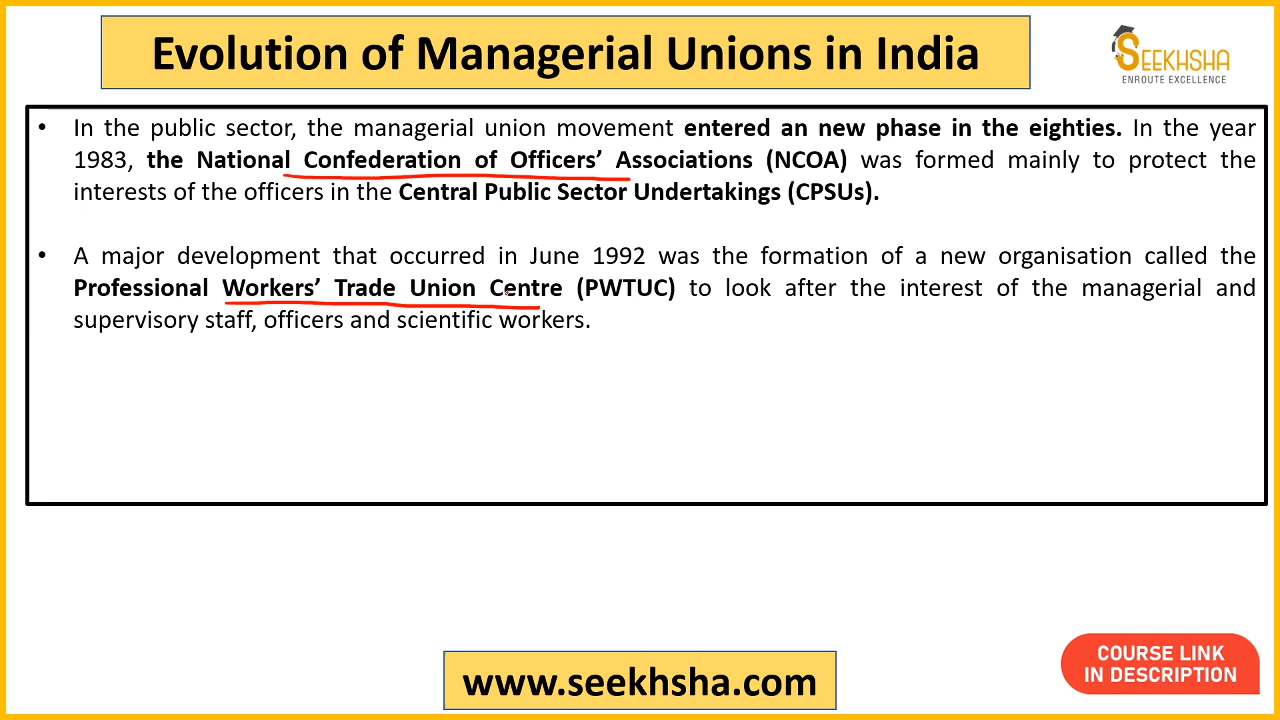 Evolution of Managerial Unions in India
SEEKHSHA
ENROUTE EXCELLENCE
• In the public sector, the managerial union movement entered an new phase in the eighties. In the year
1983, the National Confederation of Officers’ Associations (NCOA) was formed mainly to protect the
interests of the officers in the Central Public Sector Undertakings (CPSUs).
• A major development that occurred in June 1992 was the formation of a new organisation called the
Professional Workers’ Trade Union Centre (PWTUC) to look after the interest of the managerial and
supervisory staff, officers and scientific workers.
COURSE LINK
IN DESCRIPTION
www.seekhsha.com